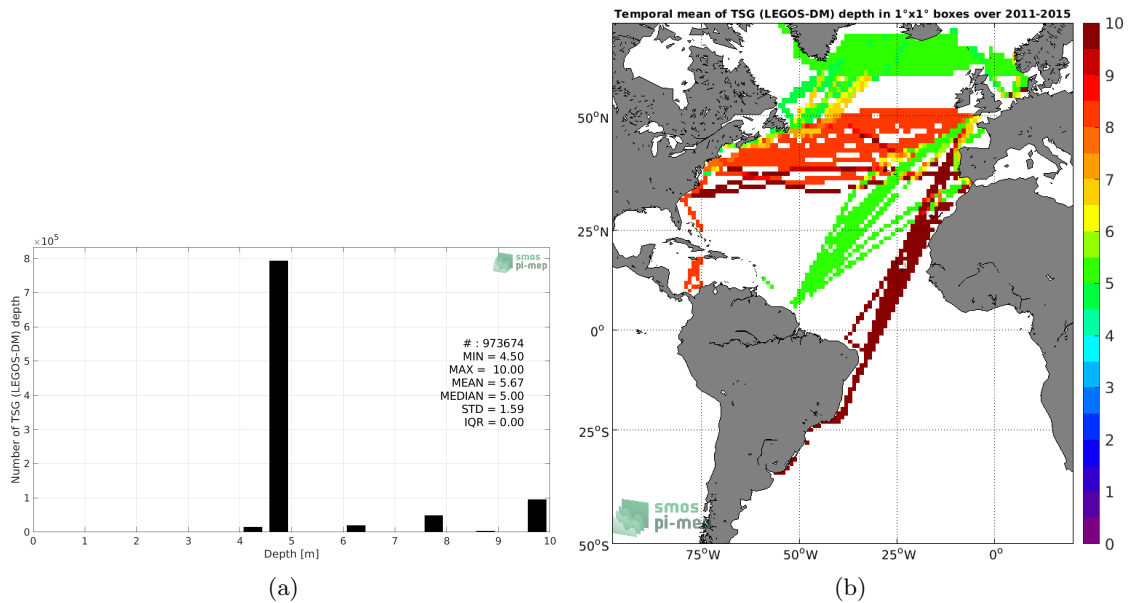 Temporal mean of TSG (LEGOS-DM) depth in 1°x1° boxes over 2011-2015
×10⁵
8
7
6
5
4
3
2
1
0
Number of TSG (LEGOS-DM) depth
smos
pi-mep
# : 973674
MIN = 4.50
MAX = 10.00
MEAN = 5.67
MEDIAN = 5.00
STD = 1.59
IQR = 0.00
0 1 2 3 4 5 6 7 8 9 10
Depth [m]
(a)
50°N
25°N
0°
25°S
50°S
75°W 50°W 25°W 0°
smos
pi-mep
10
9
8
7
6
5
4
3
2
1
0
(b)